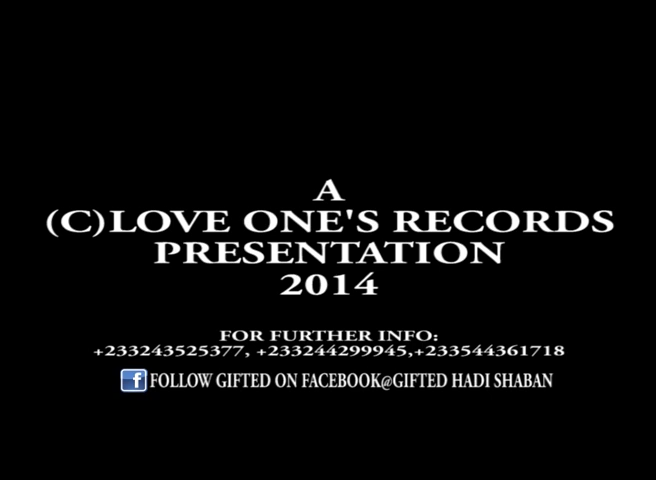 A
(C)LOVE ONE'S RECORDS
PRESENTATION
2014
FOR FURTHER INFO:
+233243525377, +233244299945,+233544361718
FOLLOW GIFTED ON FACEBOOK@GIFTED HADI SHABAN